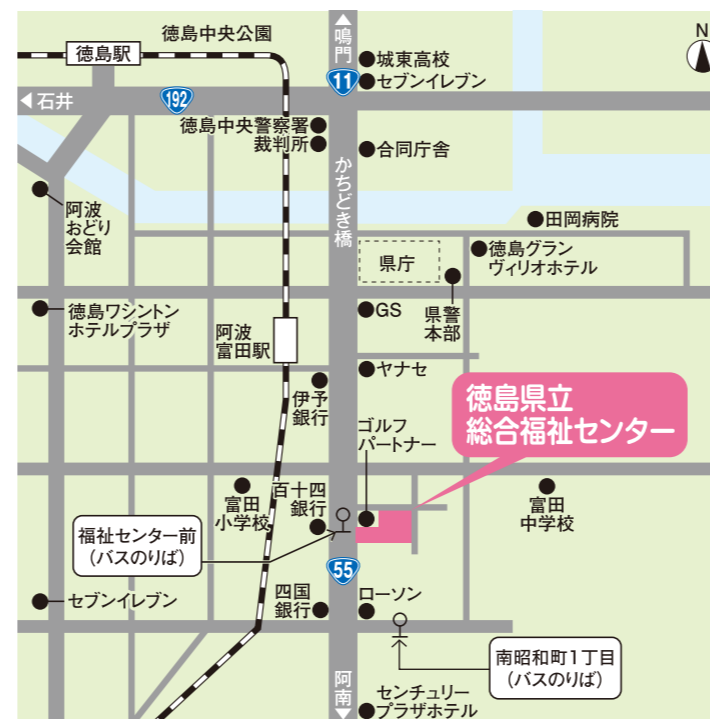 徳島中央公園
徳島駅
▲鳴門
11
N
城東高校
セブンイレブン
◀石井
192
徳島中央警察署
裁判所
合同庁舎
かちどき橋
阿波
おどり
会館
田岡病院
県庁
徳島グラン
ヴィリオホテル
徳島ワシントン
ホテルプラザ
GS
県警
本部
阿波
富田駅
ヤナセ
伊予
銀行
徳島県立
総合福祉センター
ゴルフ
パートナー
富田
小学校
百十四
銀行
富田
中学校
福祉センター前
(バスのりば)
55
セブンイレブン
四国
銀行
ローソン
南昭和町1丁目
(バスのりば)
阿南▼
センチュリー
プラザホテル